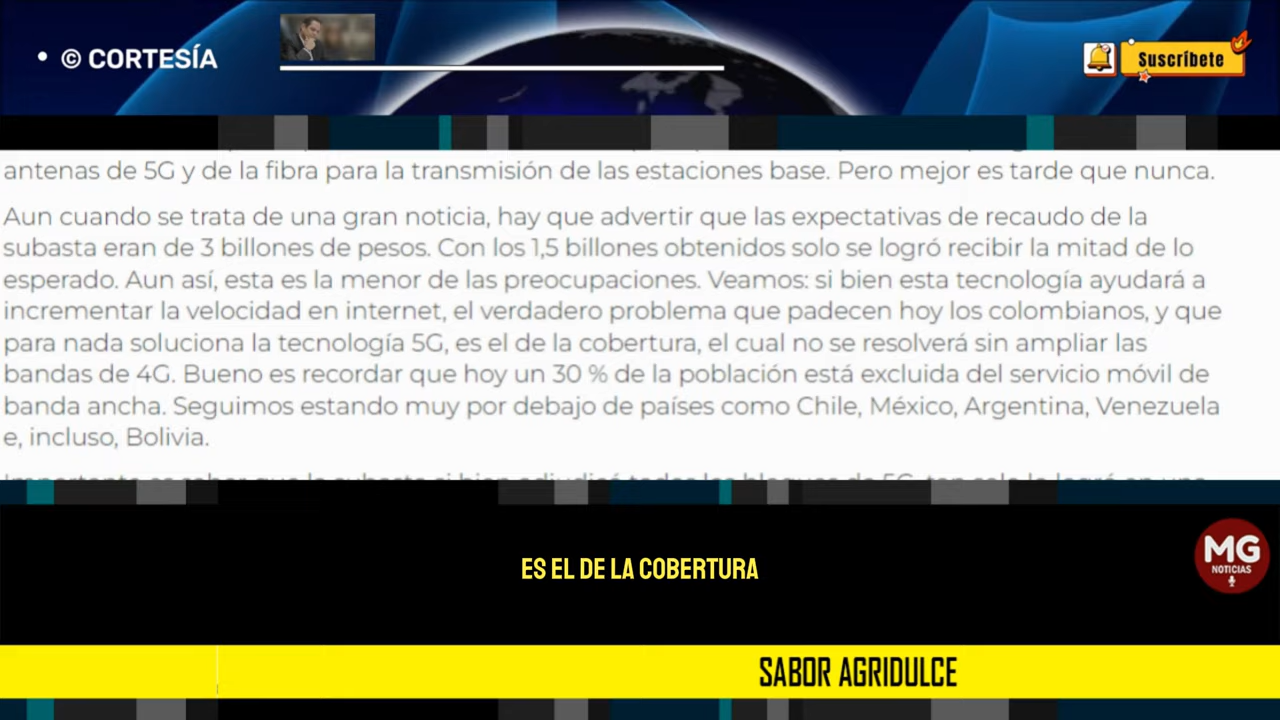 • © CORTESÍA
Suscríbete
antenas de 5G y de la fibra para la transmisión de las estaciones base. Pero mejor es tarde que nunca.
Aun cuando se trata de una gran noticia, hay que advertir que las expectativas de recaudo de la
subasta eran de 3 billones de pesos. Con los 1,5 billones obtenidos solo se logró recibir la mitad de lo
esperado. Aun así, esta es la menor de las preocupaciones. Veamos: si bien esta tecnología ayudará a
incrementar la velocidad en internet, el verdadero problema que padecen hoy los colombianos, y que
para nada soluciona la tecnología 5G, es el de la cobertura, el cual no se resolverá sin ampliar las
bandas de 4G. Bueno es recordar que hoy un 30 % de la población está excluida del servicio móvil de
banda ancha. Seguimos estando muy por debajo de países como Chile, México, Argentina, Venezuela
e, incluso, Bolivia.
ES EL DE LA COBERTURA
MG
NOTICIAS
SABOR AGRIDULCE